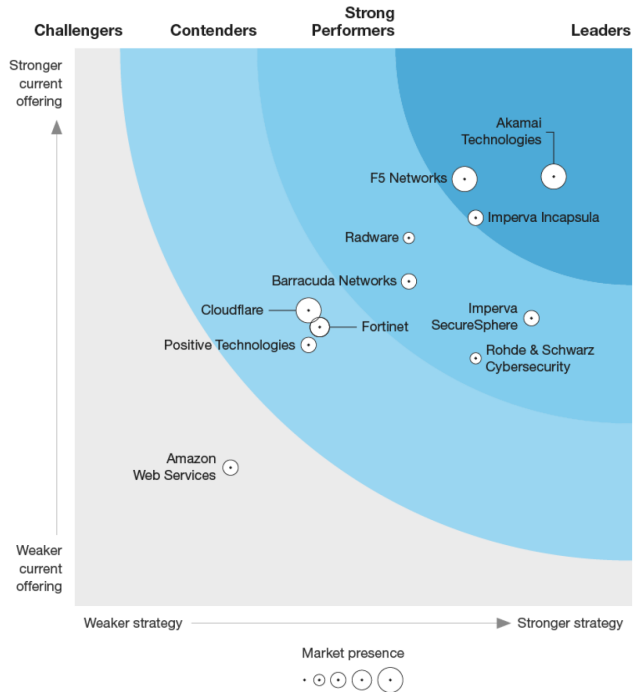 Challengers
Contenders
Strong
Performers
Leaders
Stronger
current
offering
Akamai
Technologies
F5 Networks
Imperva Incapsula
Radware
Barracuda Networks
Cloudflare
Fortinet
Imperva
SecureSphere
Positive Technologies
Rohde & Schwarz
Cybersecurity
Amazon
Web Services
Weaker
current
offering
Weaker strategy
Stronger strategy
Market presence